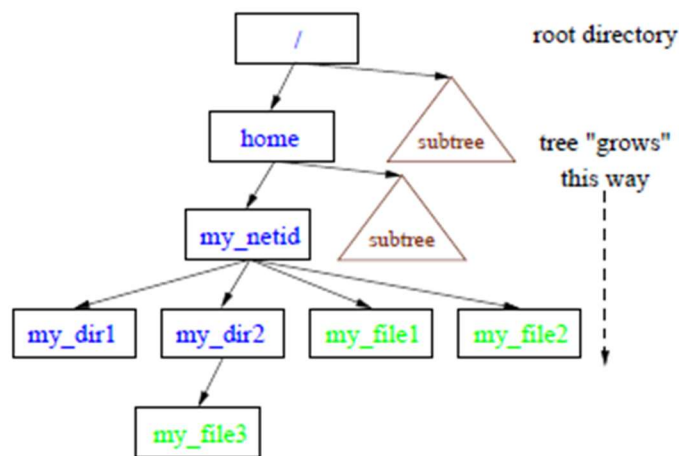 /
root directory
home
subtree
tree "grows"
this way
my_netid
subtree
my_dir1
my_dir2
my_file1
my_file2
my_file3